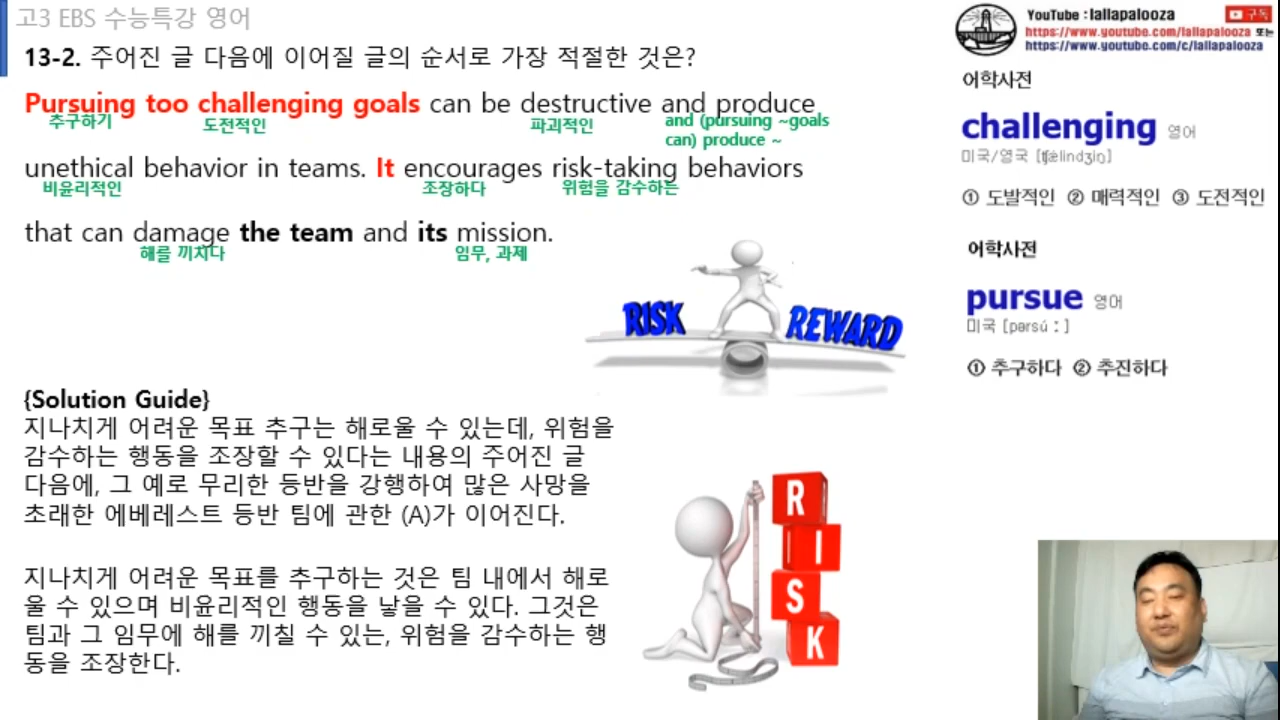 고3 EBS 수능특강 영어
13-2. 주어진 글 다음에 이어질 글의 순서로 가장 적절한 것은?
Pursuing too challenging goals can be destructive and produce
추구하기 도전적인 파괴적인 and (pursuing ~goals
can) produce ~
unethical behavior in teams. It encourages risk-taking behaviors
비윤리적인 조장하다 위험을 감수하는
that can damage the team and its mission.
해를 끼치다 임무, 과제
RISK REWARD
{Solution Guide}
지나치게 어려운 목표 추구는 해로울 수 있는데, 위험을
감수하는 행동을 조장할 수 있다는 내용의 주어진 글
다음에, 그 예로 무리한 등반을 강행하여 많은 사망을
초래한 에베레스트 등반 팀에 관한 (A)가 이어진다.
지나치게 어려운 목표를 추구하는 것은 팀 내에서 해로
울 수 있으며 비윤리적인 행동을 낳을 수 있다. 그것은
팀과 그 임무에 해를 끼칠 수 있는, 위험을 감수하는 행
동을 조장한다.
R
I
S
K
YouTube : lallapalooza 구독
https://www.youtube.com/lallapalooza 또는
https://www.youtube.com/c/lallapalooza
어학사전
challenging 영어
미국/영국 [ʧǽlindʒiŋ]
① 도발적인 ② 매력적인 ③ 도전적인
어학사전
pursue 영어
미국 [pərsúː]
① 추구하다 ② 추진하다